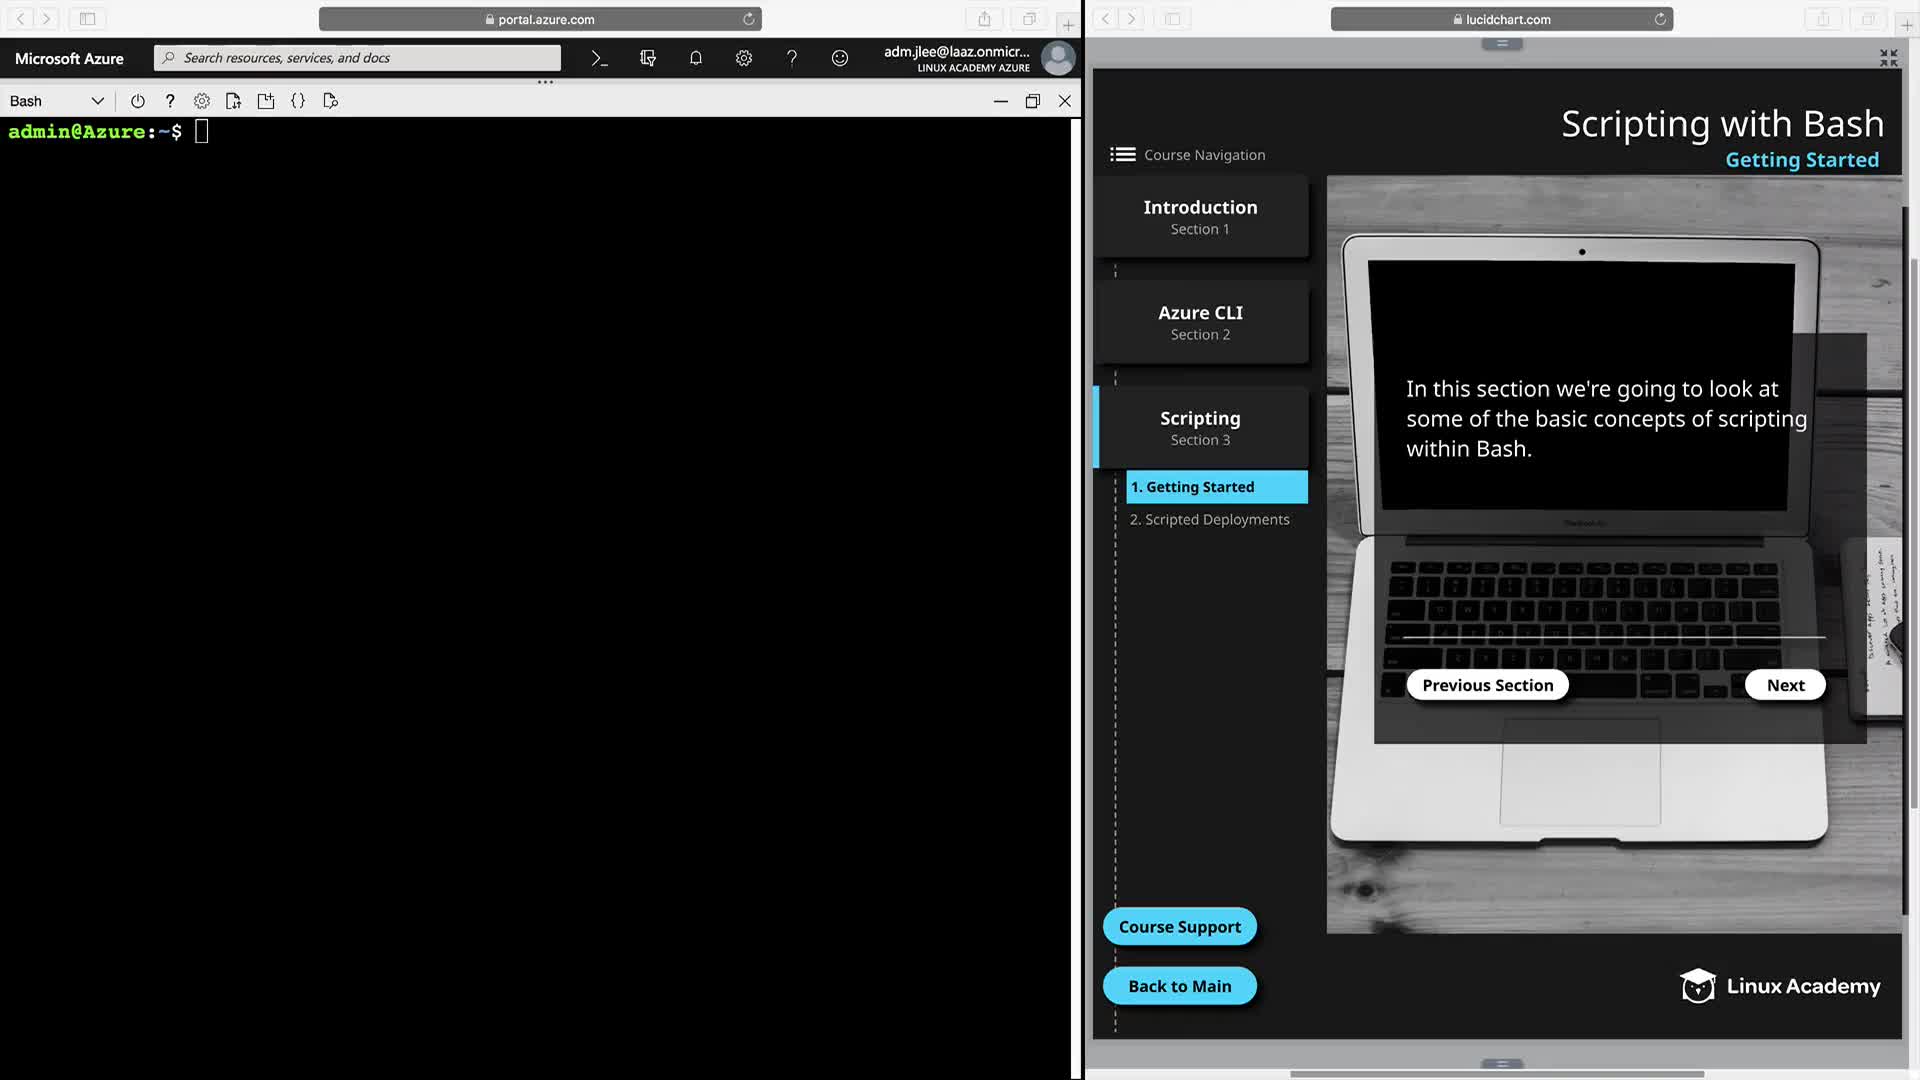 portal.azure.com
Microsoft Azure
Search resources, services, and docs
adm.jlee@laaz.onmicr...
LINUX ACADEMY AZURE
Bash
admin@Azure:~$
lucidchart.com
Scripting with Bash
Getting Started
Course Navigation
Introduction
Section 1
Azure CLI
Section 2
Scripting
Section 3
1. Getting Started
2. Scripted Deployments
In this section we're going to look at
some of the basic concepts of scripting
within Bash.
Previous Section
Next
Course Support
Back to Main
Linux Academy